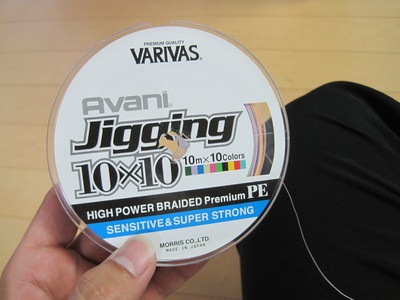 PREMIUM QUALITY
VARIVAS®
Avani
Jigging
10×10
10m×10Colors
HIGH POWER BRAIDED Premium PE
SENSITIVE & SUPER STRONG
MORRIS CO.,LTD.
MADE IN JAPAN